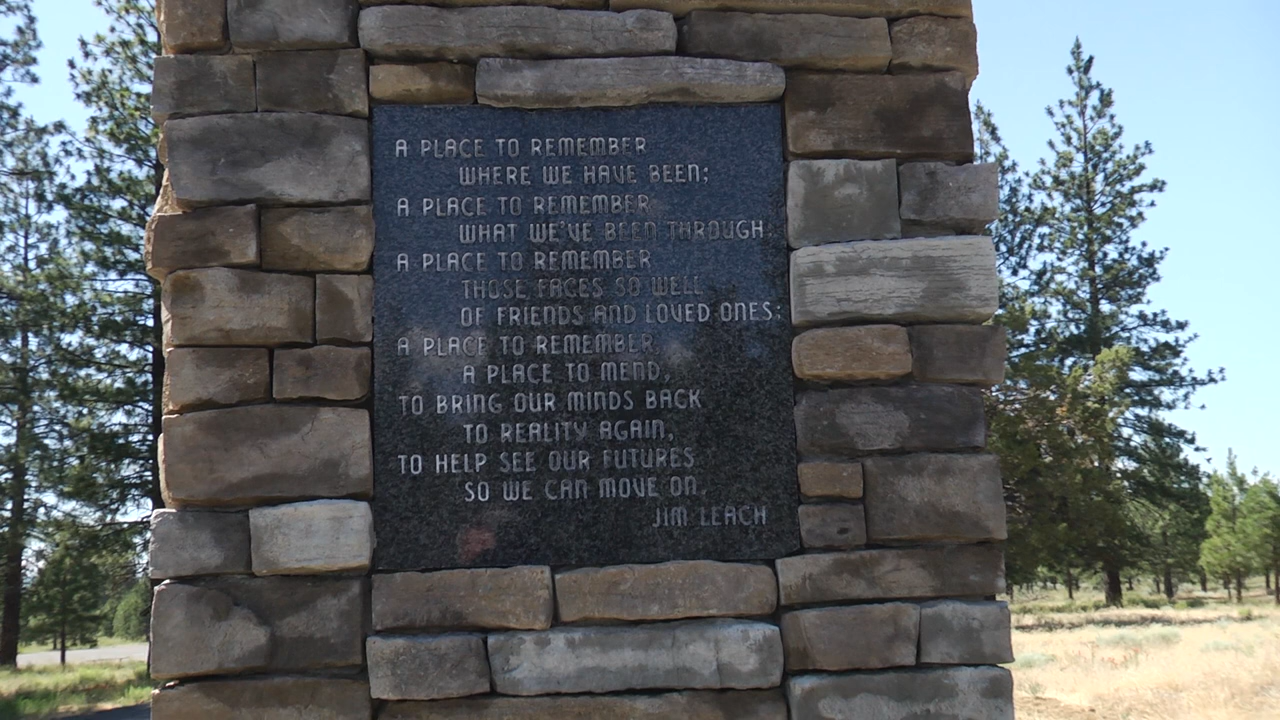 A PLACE TO REMEMBER
WHERE WE HAVE BEEN;
A PLACE TO REMEMBER
WHAT WE'VE BEEN THROUGH;
A PLACE TO REMEMBER
THOSE FACES SO WELL
OF FRIENDS AND LOVED ONES;
A PLACE TO REMEMBER,
A PLACE TO MEND,
TO BRING OUR MINDS BACK
TO REALITY AGAIN,
TO HELP SEE OUR FUTURES
SO WE CAN MOVE ON.
JIM LEACH